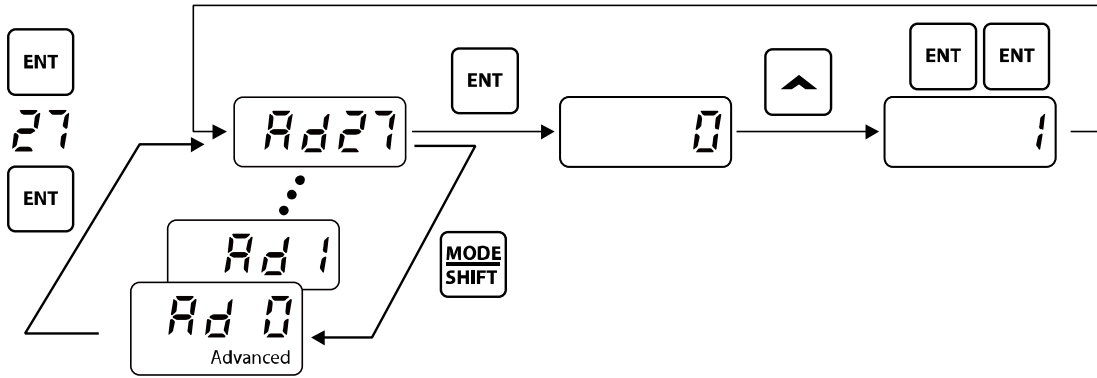 ENT
27
ENT
Ad27
ENT
0
ENT ENT
1
Ad 1
Ad 0
Advanced
MODE
SHIFT